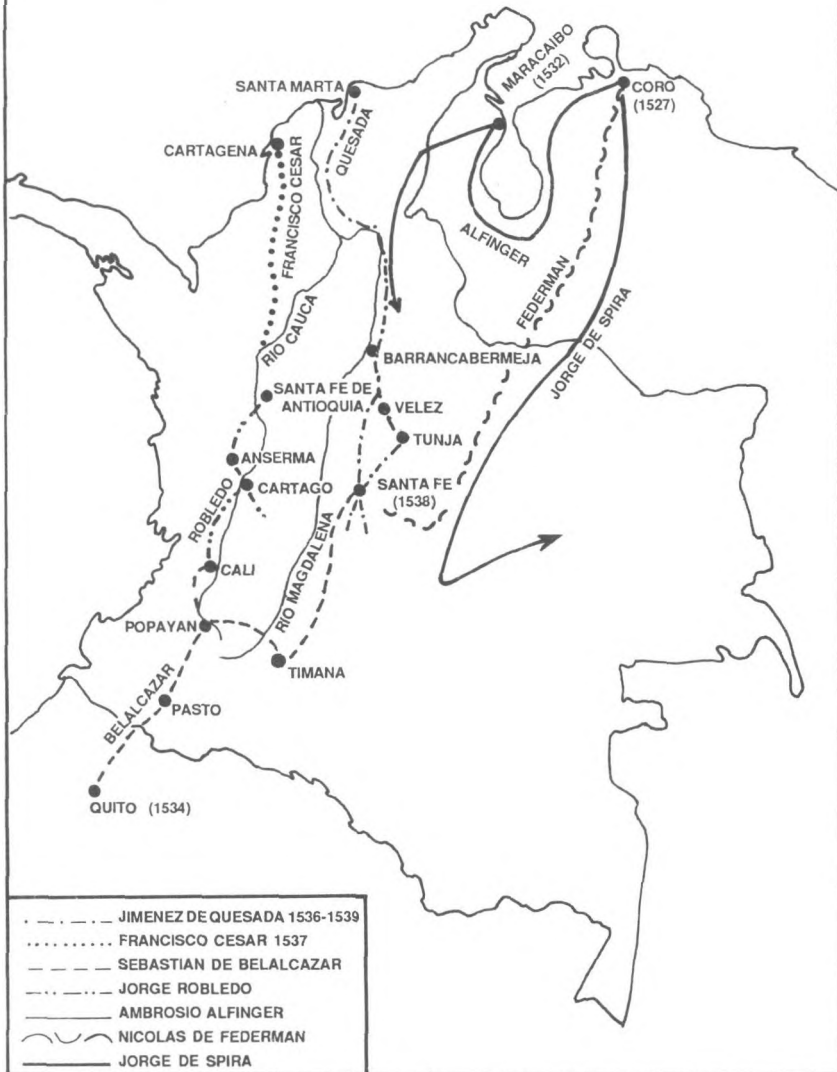 MARACAIBO
(1532)
SANTA MARTA
CORO
(1527)
QUESADA
CARTAGENA
FRANCISCO CESAR
ALFINGER
FEDERMAN
RIO CAUCA
JORGE DE SPIRA
BARRANCABERMEJA
SANTA FE DE
ANTIOQUIA
VELEZ
TUNJA
ANSERMA
CARTAGO
SANTA FE
(1538)
ROBLEDO
RIO MAGDALENA
CALI
POPAYAN
TIMANA
BELALCAZAR
PASTO
QUITO (1534)
JIMENEZ DE QUESADA 1536-1539
FRANCISCO CESAR 1537
SEBASTIAN DE BELALCAZAR
JORGE ROBLEDO
AMBROSIO ALFINGER
NICOLAS DE FEDERMAN
JORGE DE SPIRA